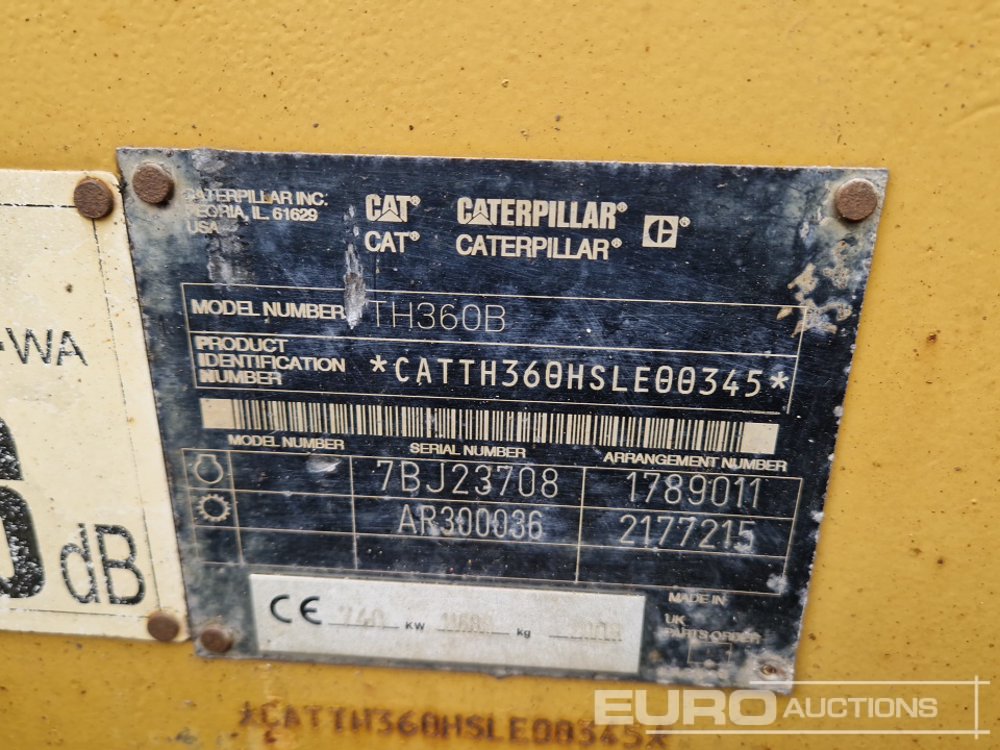 CATERPILLAR INC.
PEORIA, IL. 61629
USA
CAT® CATERPILLAR®
CAT® CATERPILLAR®
MODEL NUMBER TH360B
PRODUCT
IDENTIFICATION
NUMBER
*CATTH360HSLE00345*
MODEL NUMBER SERIAL NUMBER ARRANGEMENT NUMBER
7BJ23708 1789011
AR300036 2177215
CE KW kg
MADE IN
UK
PARTS ORDER
-WA
dB
*CATTH360HSLE00345*
EURO AUCTIONS